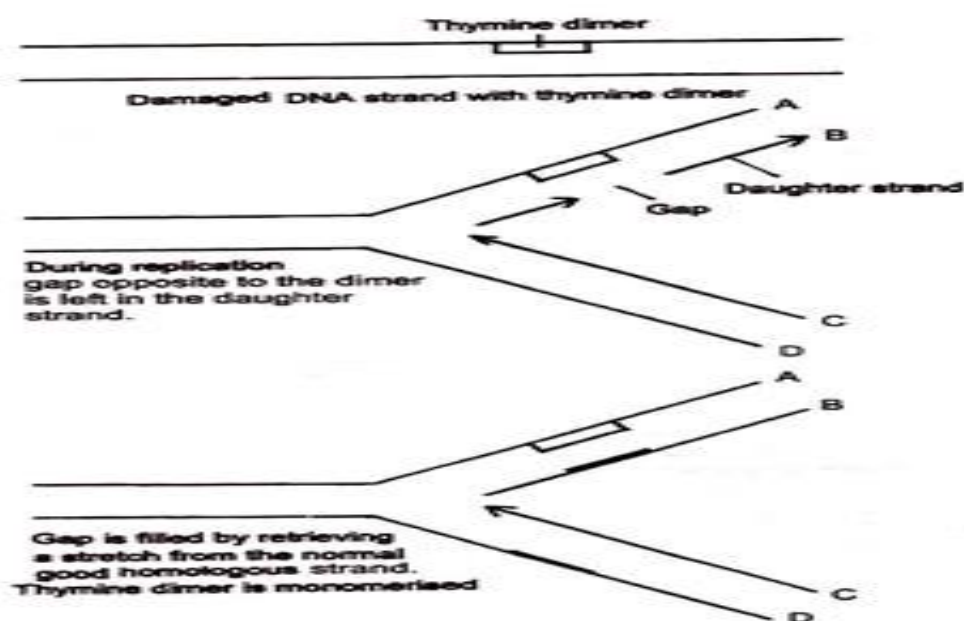 Thymine dimer
Damaged DNA strand with thymine dimer
A
B
Daughter strand
Gap
During replication
gap opposite to the dimer
is left in the daughter
strand.
C
D
A
B
Gap is filled by retrieving
a stretch from the normal
good homologous strand.
Thymine dimer is monomerised
C
D